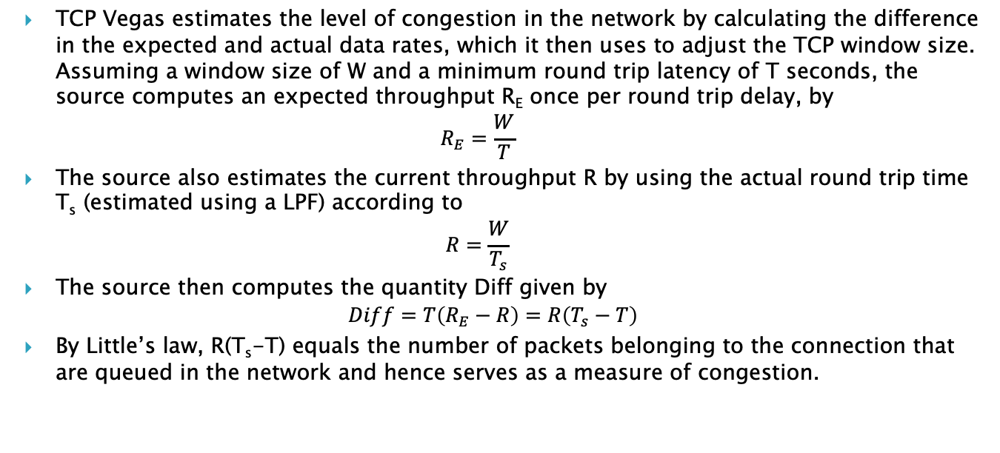 TCP Vegas estimates the level of congestion in the network by calculating the difference
in the expected and actual data rates, which it then uses to adjust the TCP window size.
Assuming a window size of W and a minimum round trip latency of T seconds, the
source computes an expected throughput R_E once per round trip delay, by
R_E = W/T
The source also estimates the current throughput R by using the actual round trip time
T_s (estimated using a LPF) according to
R = W/T_s
The source then computes the quantity Diff given by
Diff = T(R_E − R) = R(T_s − T)
By Little’s law, R(T_s–T) equals the number of packets belonging to the connection that
are queued in the network and hence serves as a measure of congestion.